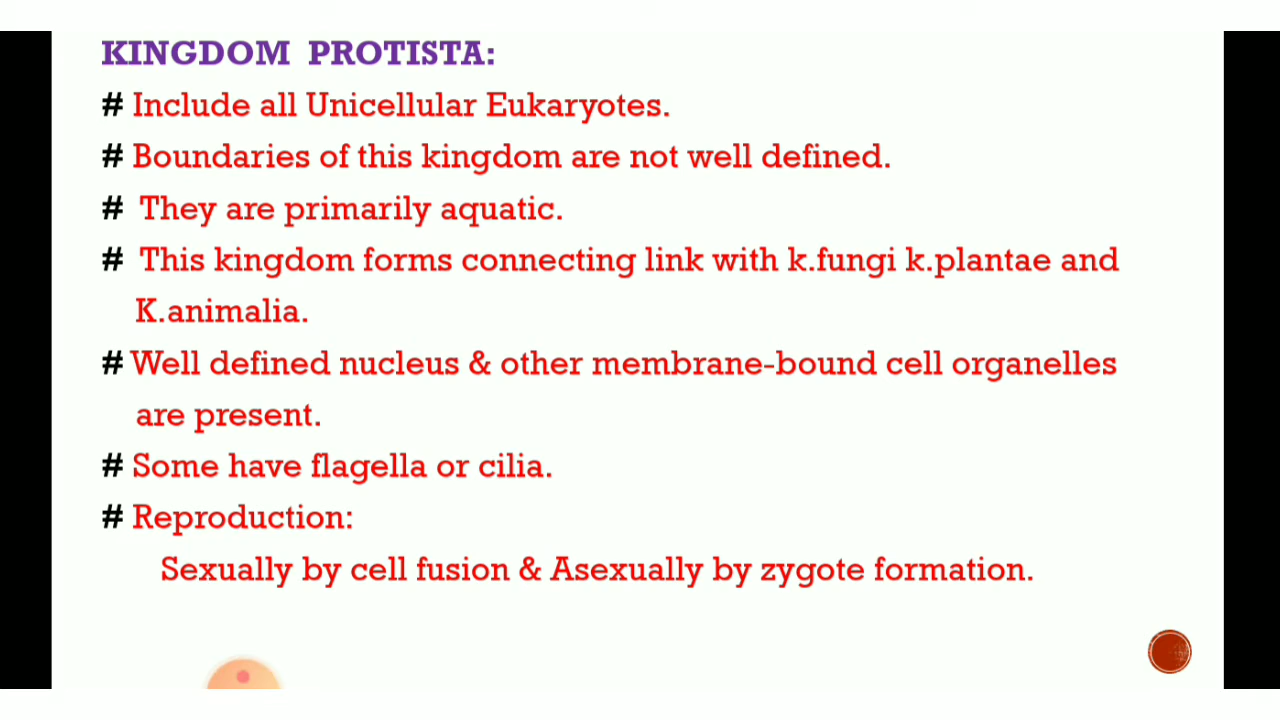 KINGDOM PROTISTA:
# Include all Unicellular Eukaryotes.
# Boundaries of this kingdom are not well defined.
# They are primarily aquatic.
# This kingdom forms connecting link with k.fungi k.plantae and
K.animalia.
# Well defined nucleus & other membrane-bound cell organelles
are present.
# Some have flagella or cilia.
# Reproduction:
Sexually by cell fusion & Asexually by zygote formation.